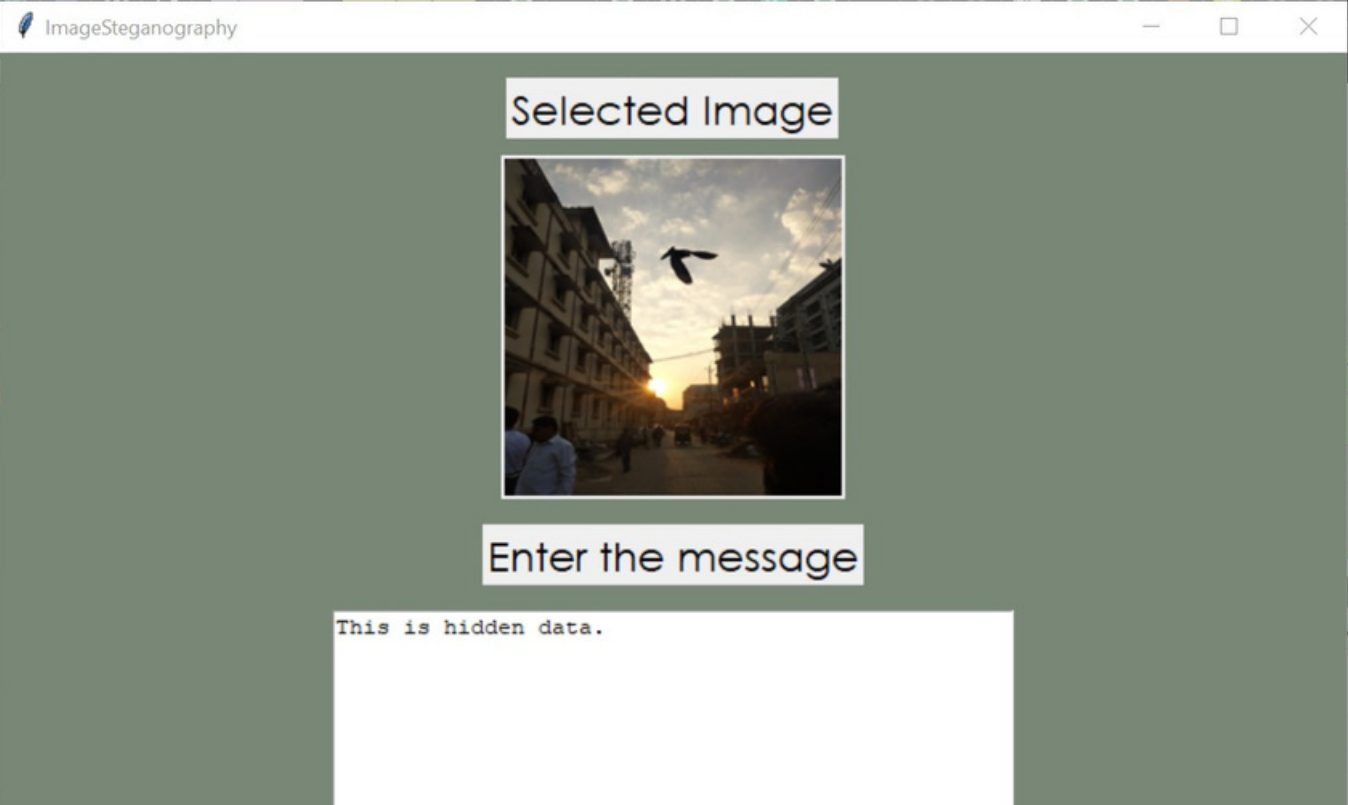 ImageSteganography
Selected Image
Enter the message
This is hidden data.